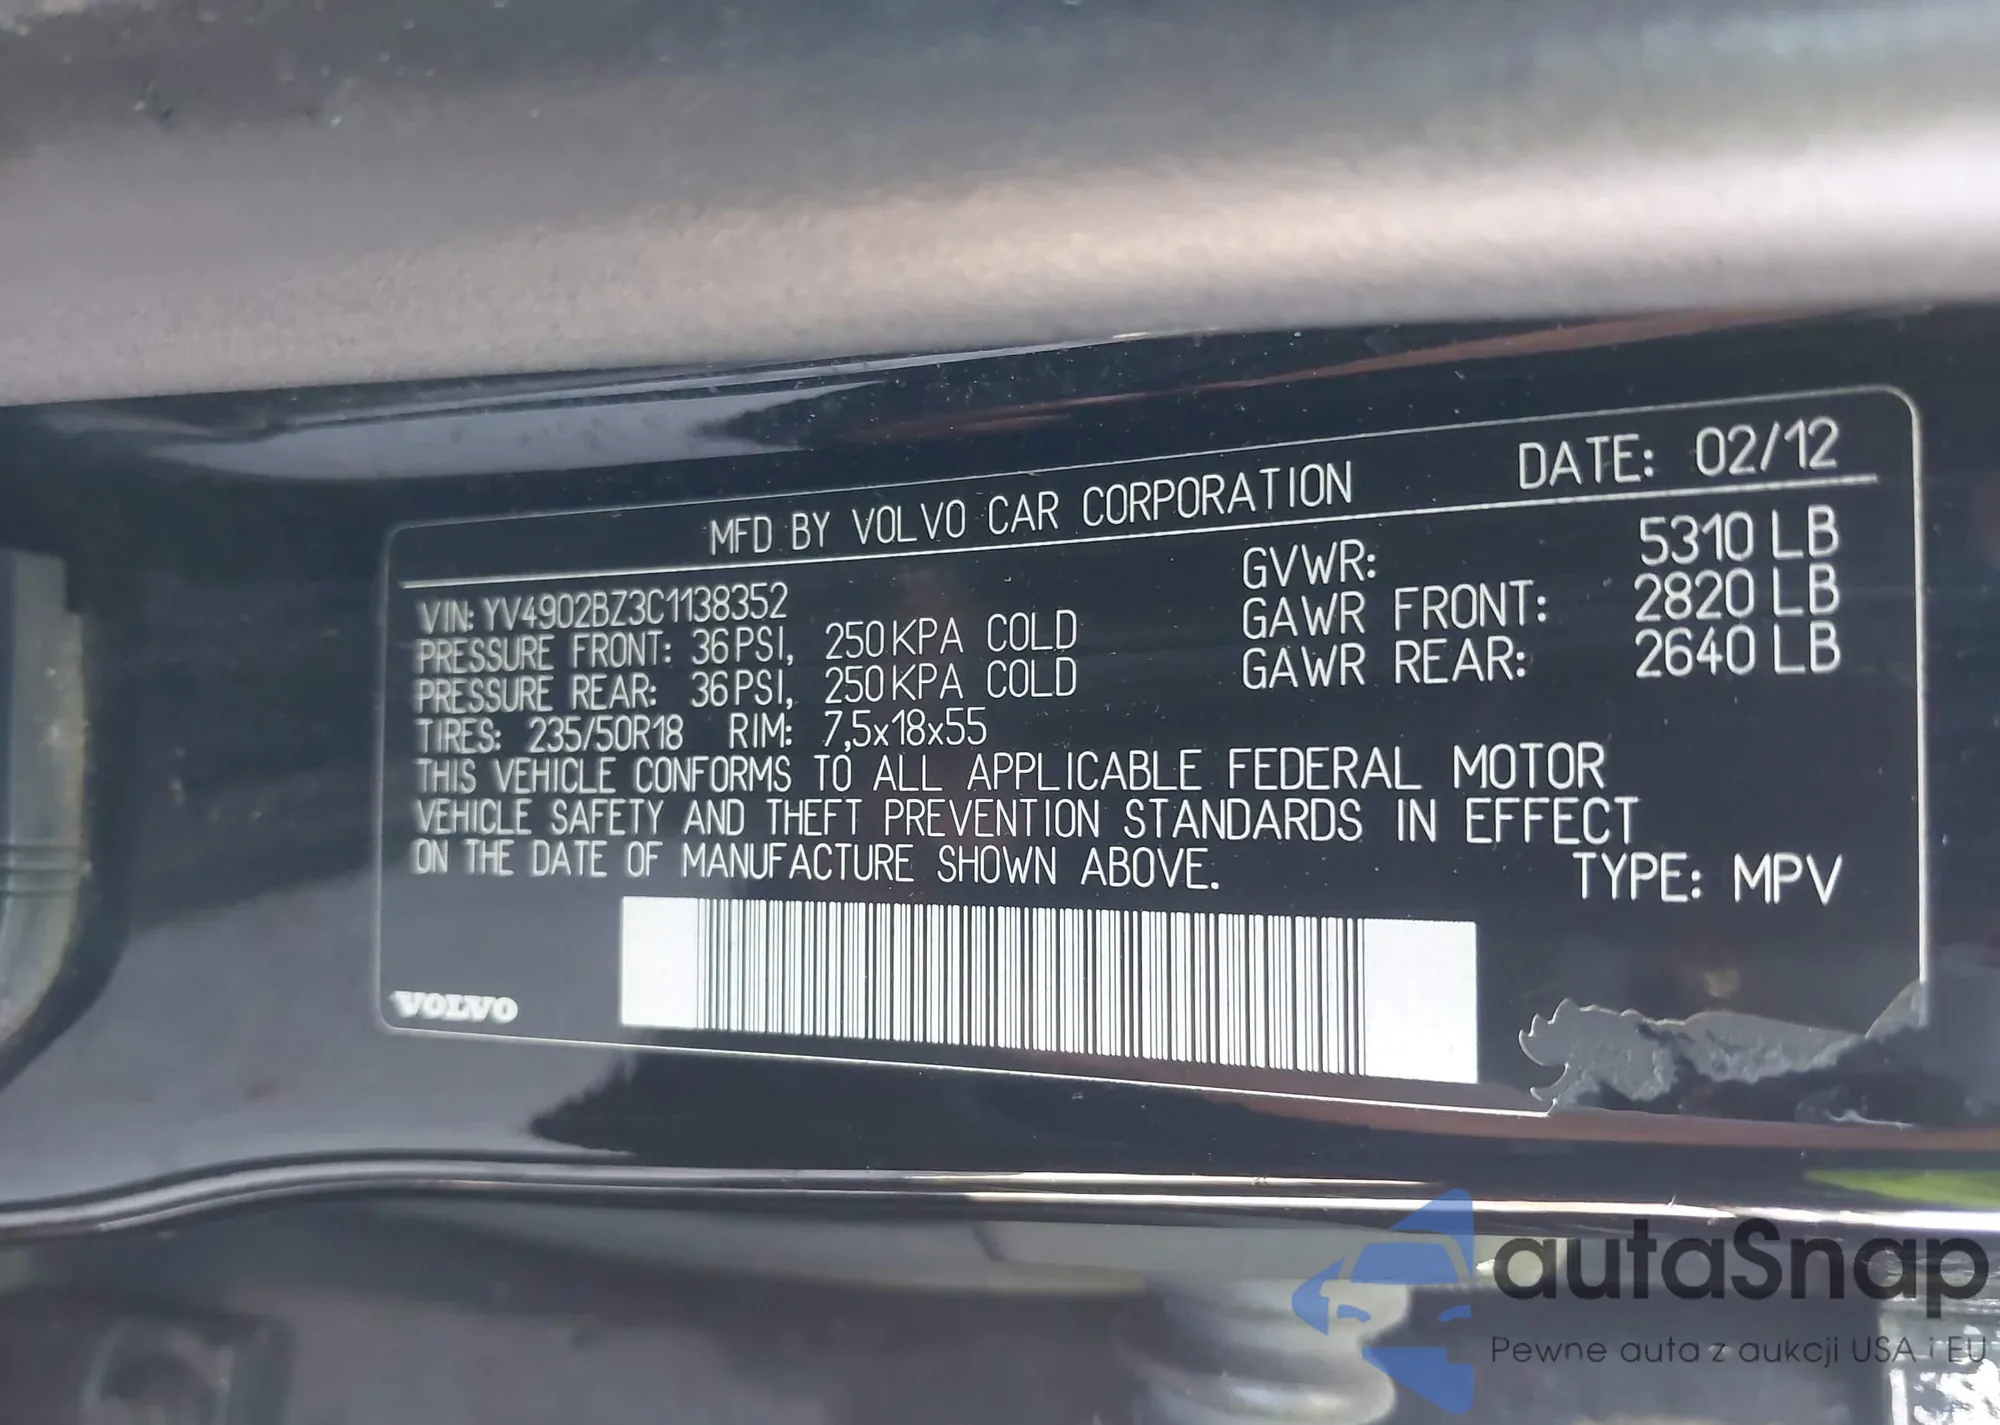 MFD BY VOLVO CAR CORPORATION DATE: 02/12
VIN: YV4902BZ3C1138352 GVWR: 5310 LB
PRESSURE FRONT: 36 PSI, 250 KPA COLD GAWR FRONT: 2820 LB
PRESSURE REAR: 36 PSI, 250 KPA COLD GAWR REAR: 2640 LB
TIRES: 235/50R18 RIM: 7,5x18x55
THIS VEHICLE CONFORMS TO ALL APPLICABLE FEDERAL MOTOR
VEHICLE SAFETY AND THEFT PREVENTION STANDARDS IN EFFECT
ON THE DATE OF MANUFACTURE SHOWN ABOVE. TYPE: MPV
VOLVO
autaSnap
Pewne auta z aukcji USA i EU